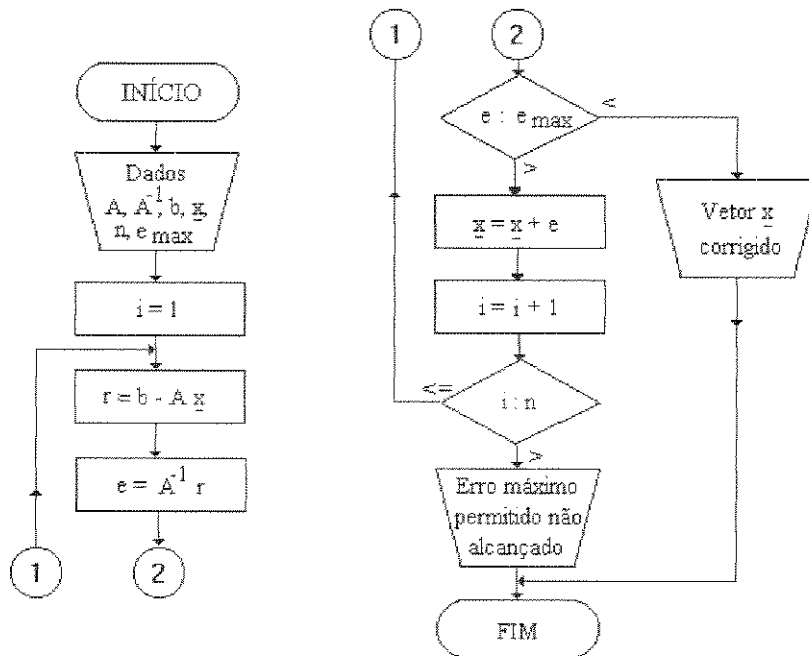 INÍCIO
Dados
A, A⁻¹, b, x,
n, e max
i = 1
r = b - A x
e = A⁻¹ r
1
2
1
2
e : e max
<
>
x = x + e
i = i + 1
<=
i : n
>
Erro máximo
permitido não
alcançado
Vetor x
corrigido
FIM